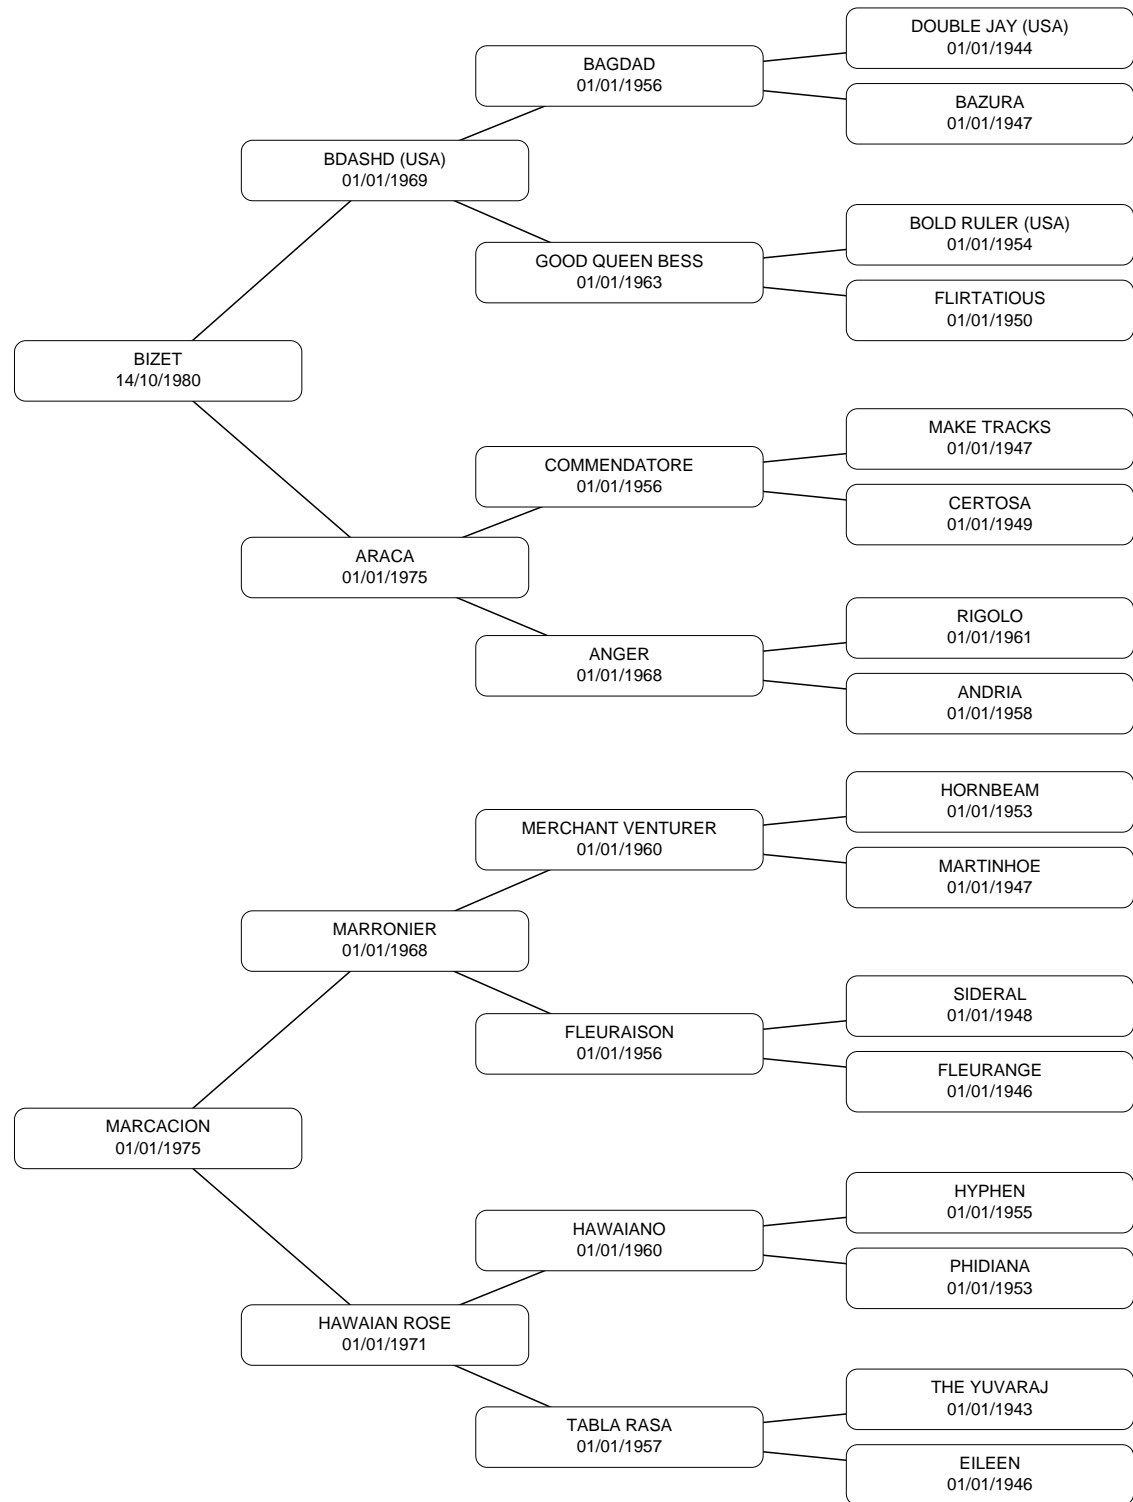 DOUBLE JAY (USA)
01/01/1944
BAGDAD
01/01/1956
BAZURA
01/01/1947
BDASHD (USA)
01/01/1969
BOLD RULER (USA)
01/01/1954
GOOD QUEEN BESS
01/01/1963
FLIRTATIOUS
01/01/1950
BIZET
14/10/1980
MAKE TRACKS
01/01/1947
COMMENDATORE
01/01/1956
CERTOSA
01/01/1949
ARACA
01/01/1975
RIGOLO
01/01/1961
ANGER
01/01/1968
ANDRIA
01/01/1958
HORNBEAM
01/01/1953
MERCHANT VENTURER
01/01/1960
MARTINHOE
01/01/1947
MARRONIER
01/01/1968
SIDERAL
01/01/1948
FLEURAISON
01/01/1956
FLEURANGE
01/01/1946
MARCACION
01/01/1975
HYPHEN
01/01/1955
HAWAIANO
01/01/1960
PHIDIANA
01/01/1953
HAWAIAN ROSE
01/01/1971
THE YUVARAJ
01/01/1943
TABLA RASA
01/01/1957
EILEEN
01/01/1946